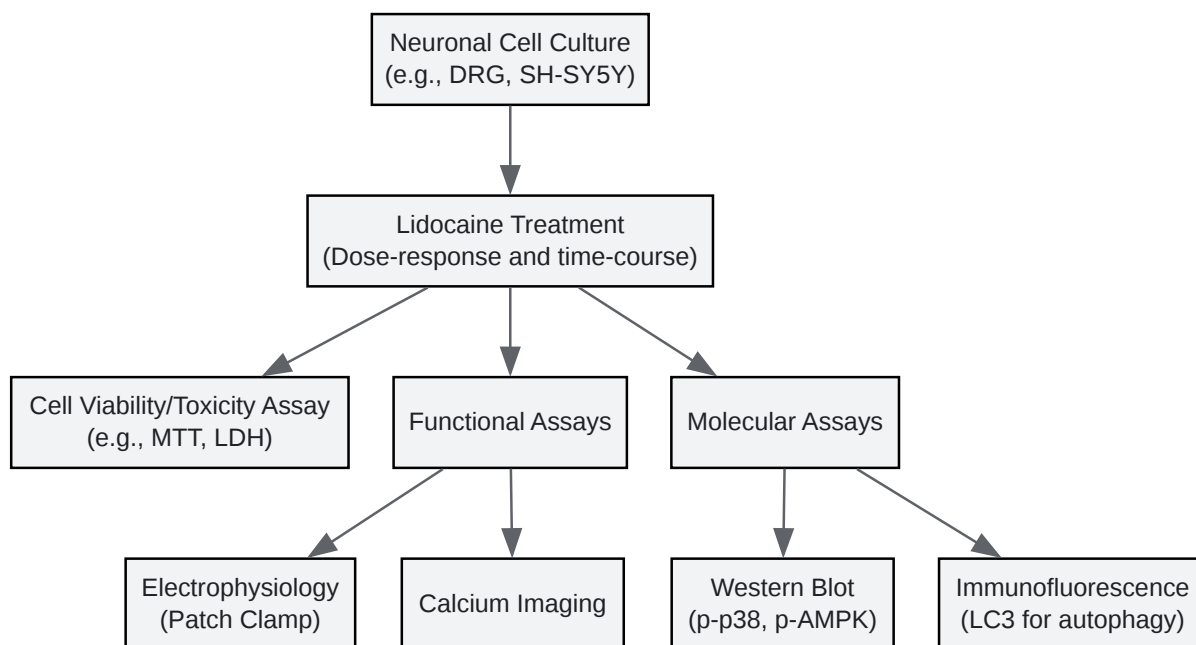 Neuronal Cell Culture
(e.g., DRG, SH-SY5Y)
Lidocaine Treatment
(Dose-response and time-course)
Cell Viability/Toxicity Assay
(e.g., MTT, LDH)
Functional Assays
Molecular Assays
Electrophysiology
(Patch Clamp)
Calcium Imaging
Western Blot
(p-p38, p-AMPK)
Immunofluorescence
(LC3 for autophagy)